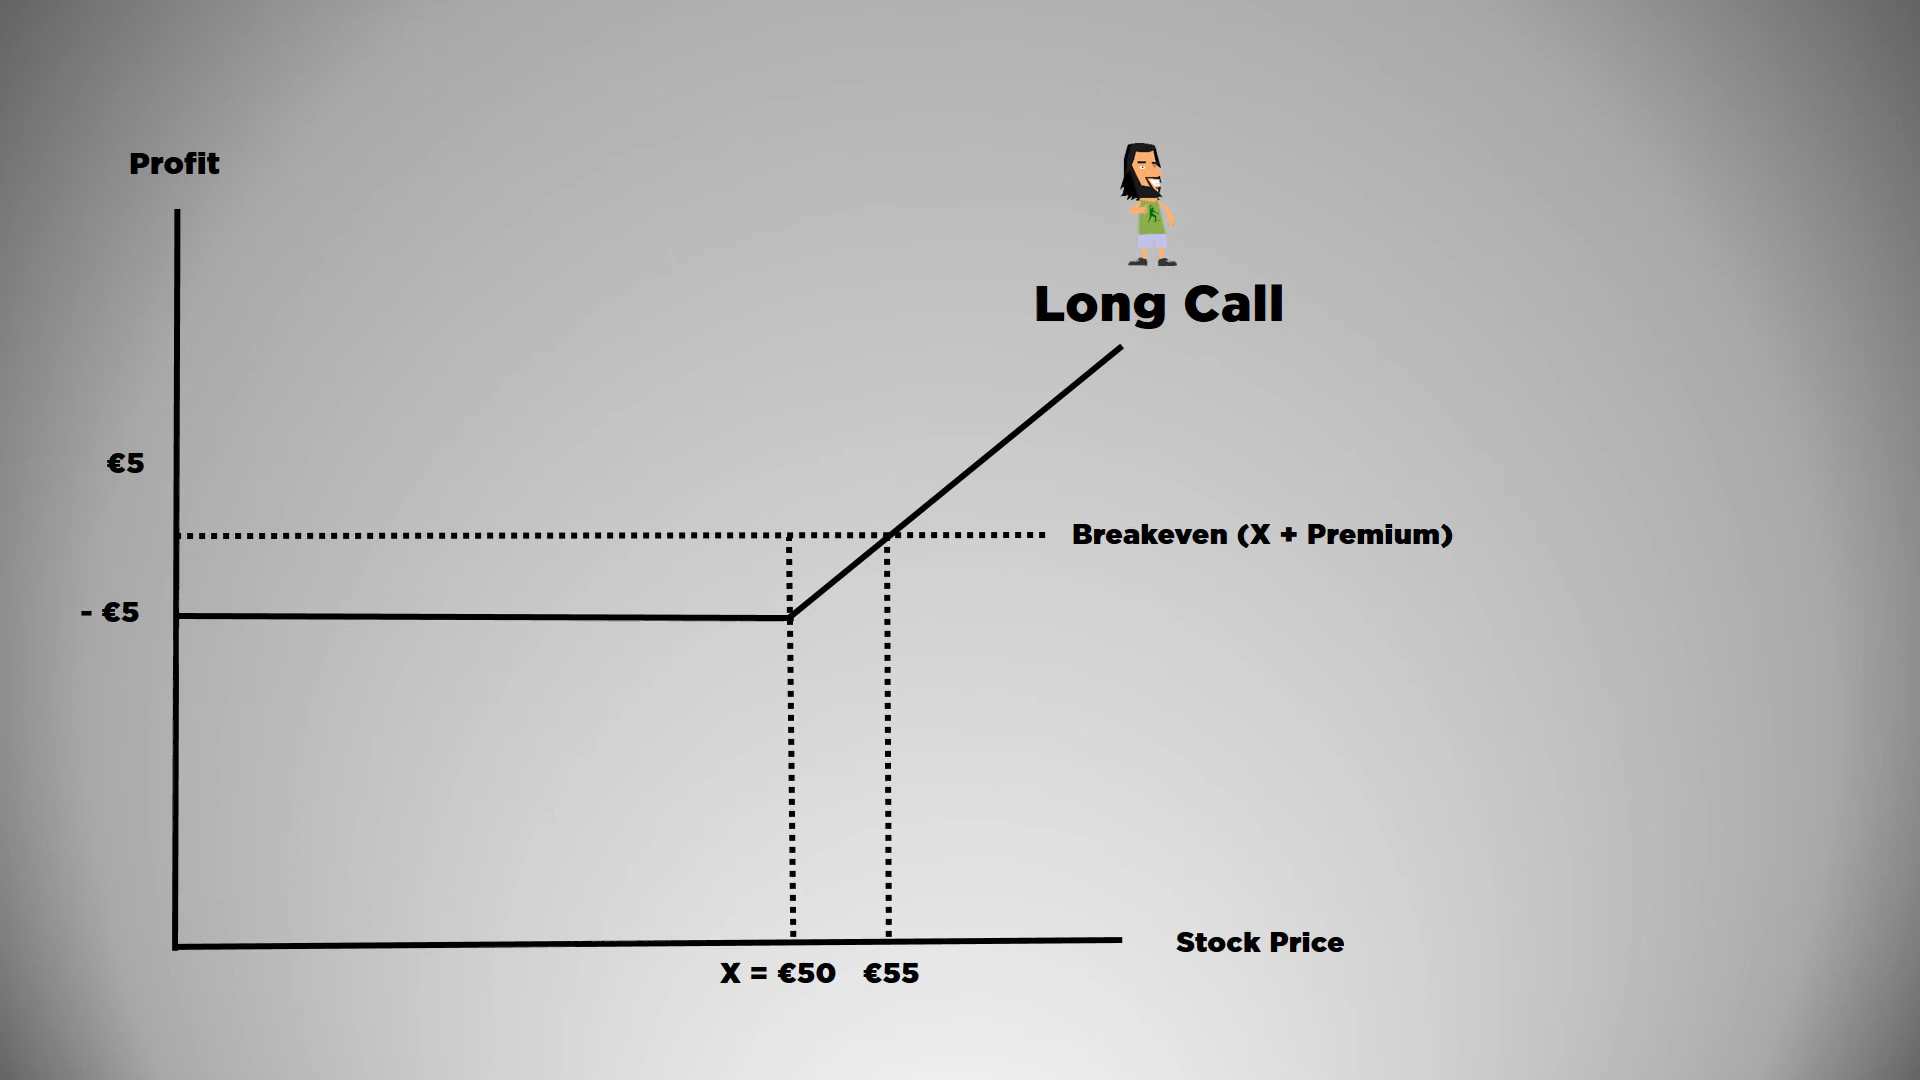 Profit
Long Call
€5
Breakeven (X + Premium)
- €5
Stock Price
X = €50 €55